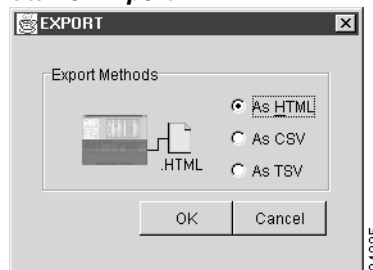 EXPORT
Export Methods
As HTML
As CSV
.HTML
As TSV
OK
Cancel